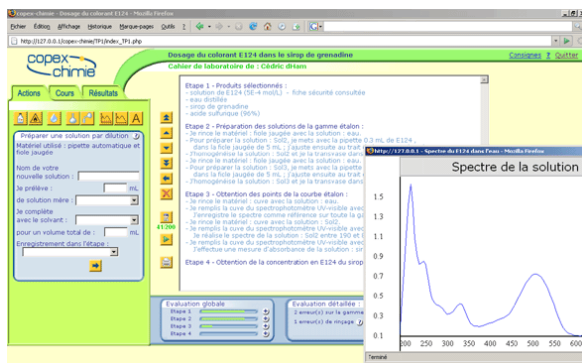 copex-chimie - Dosage du colorant E124 - Mozilla Firefox
Fichier Édition Affichage Historique Marque-pages Outils ?
http://127.0.0.1/copex-chimie/TP1/index_TP1.php
copex-chimie
Dosage du colorant E124 dans le sirop de grenadine
Consignes ? Quitter
Cahier de laboratoire de : Cédric dHam
Actions Cours Résultats
Préparer une solution par dilution
Matériel utilisé : pipette automatique et
fiole jaugée
Nom de votre
nouvelle solution :
Je prélève : mL
de solution mère :
Je complète
avec le solvant :
pour un volume total de : mL
Enregistrement dans l'étape :
Etape 1 - Produits sélectionnés :
- solution de E124 (5E-4 mol/L) - fiche sécurité consultée
- eau distillée
- sirop de grenadine
- acide sulfurique (96%)
Etape 2 - Préparation des solutions de la gamme étalon :
- Je rince le matériel : fiole jaugée avec la solution : eau.
- Pour préparer la solution : Sol2, je mets avec la pipette 0.3 mL de E124 ,
dans la fiole jaugée de 5 mL ; j'ajoute ensuite au trait
- J'homogénéise la solution : Sol2 et je la transvase dans
- Je rince le matériel : fiole jaugée avec la solution : eau.
- Pour préparer la solution : Sol3, je mets avec la pipette
dans la fiole jaugée de 5 mL ; j'ajoute ensuite au trait
- J'homogénéise la solution : Sol3 et je la transvase dans
Etape 3 - Obtention des points de la courbe étalon :
- Je rince le matériel : cuve avec la solution : eau.
- Je remplis la cuve du spectrophotomètre UV-visible avec
J'enregistre le spectre comme référence sur toute la g
- Je rince le matériel : cuve avec la solution : Sol2.
- Je remplis la cuve du spectrophotomètre UV-visible avec
Je réalise le spectre de la solution : Sol2 entre 190 et
- Je remplis la cuve du spectrophotomètre UV-visible avec
J'effectue une mesure d'absorbance de la solution : Sol
Etape 4 - Obtention de la concentration en E124 du sirop
41/200
Evaluation globale
Etape 1
Etape 2
Etape 3
Etape 4
Evaluation détaillée :
2 erreur(s) sur la gamme
1 erreur(s) de rinçage
http://127.0.0.1 - Spectre du E124 dans l'eau - Mozilla Firefox
Spectre de la solution
1.5
1.3
1.1
0.9
0.7
0.5
0.3
0.1
200 250 300 350 400 450 500 550 600
Terminé